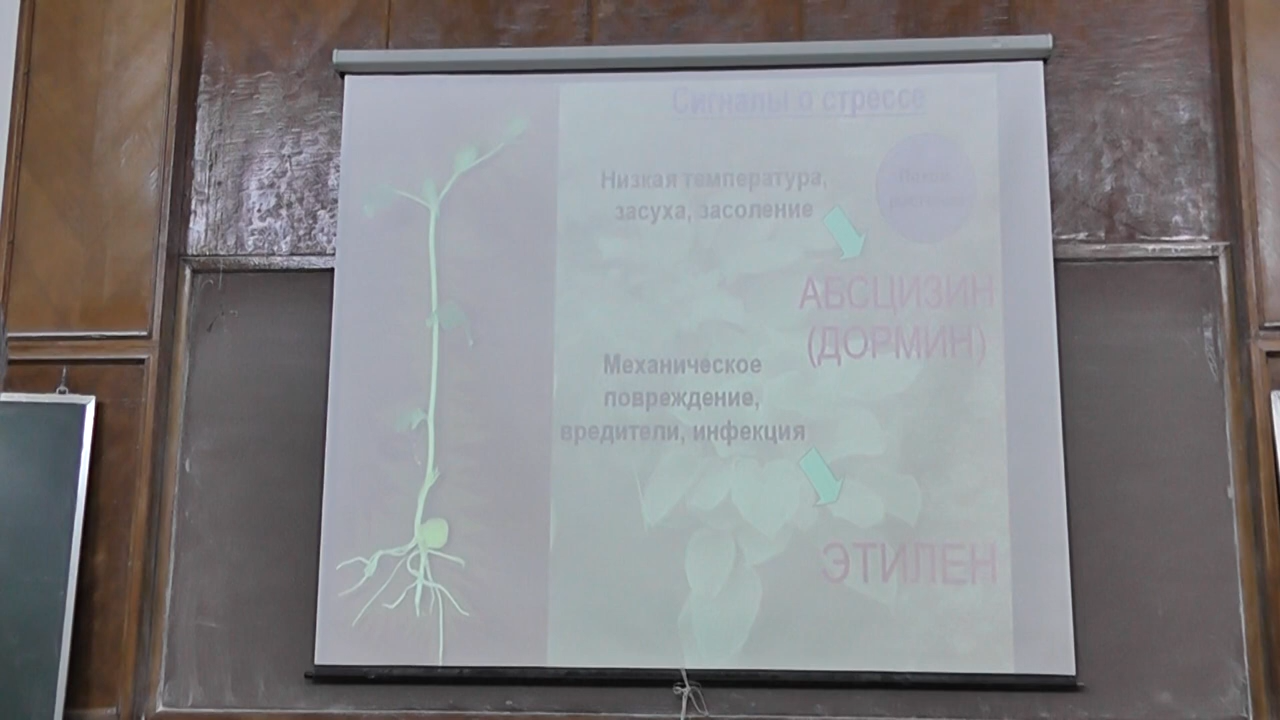 Сигналы о стрессе
Низкая температура,
засуха, засоление
АБСЦИЗИН
(ДОРМИН)
Механическое
повреждение,
вредители, инфекция
ЭТИЛЕН